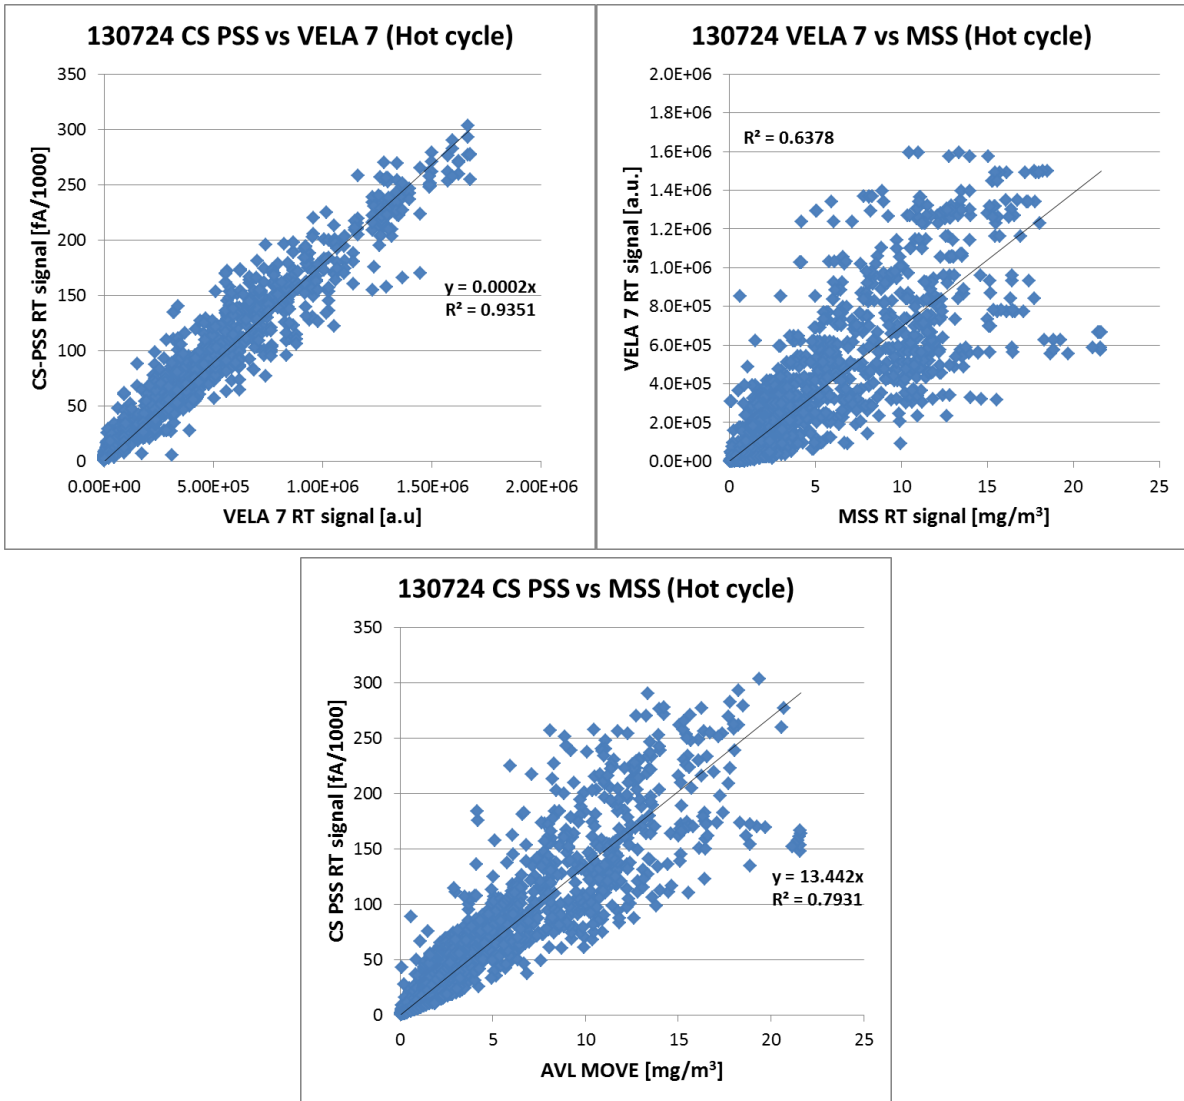 130724 CS PSS vs VELA 7 (Hot cycle)
CS-PSS RT signal [fA/1000]
350
300
250
200
150
100
50
0
y = 0.0002x
R² = 0.9351
0.00E+00 5.00E+05 1.00E+06 1.50E+06 2.00E+06
VELA 7 RT signal [a.u]
130724 VELA 7 vs MSS (Hot cycle)
VELA 7 RT signal [a.u.]
2.0E+06
1.8E+06
1.6E+06
1.4E+06
1.2E+06
1.0E+06
8.0E+05
6.0E+05
4.0E+05
2.0E+05
0.0E+00
R² = 0.6378
0 5 10 15 20 25
MSS RT signal [mg/m³]
130724 CS PSS vs MSS (Hot cycle)
CS PSS RT signal [fA/1000]
350
300
250
200
150
100
50
0
y = 13.442x
R² = 0.7931
0 5 10 15 20 25
AVL MOVE [mg/m³]